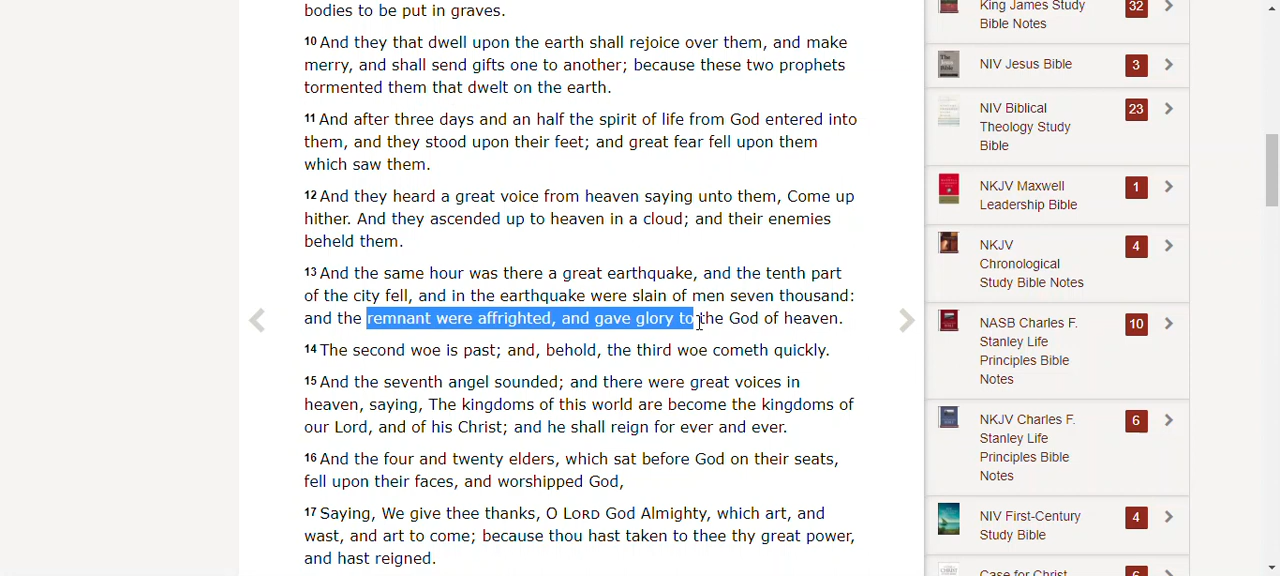 bodies to be put in graves.
10 And they that dwell upon the earth shall rejoice over them, and make
merry, and shall send gifts one to another; because these two prophets
tormented them that dwelt on the earth.
11 And after three days and an half the spirit of life from God entered into
them, and they stood upon their feet; and great fear fell upon them
which saw them.
12 And they heard a great voice from heaven saying unto them, Come up
hither. And they ascended up to heaven in a cloud; and their enemies
beheld them.
13 And the same hour was there a great earthquake, and the tenth part
of the city fell, and in the earthquake were slain of men seven thousand:
and the remnant were affrighted, and gave glory to the God of heaven.
14 The second woe is past; and, behold, the third woe cometh quickly.
15 And the seventh angel sounded; and there were great voices in
heaven, saying, The kingdoms of this world are become the kingdoms of
our Lord, and of his Christ; and he shall reign for ever and ever.
16 And the four and twenty elders, which sat before God on their seats,
fell upon their faces, and worshipped God,
17 Saying, We give thee thanks, O LORD God Almighty, which art, and
wast, and art to come; because thou hast taken to thee thy great power,
and hast reigned.
King James Study
Bible Notes
32
NIV Jesus Bible
3
NIV Biblical
Theology Study
Bible
23
NKJV Maxwell
Leadership Bible
1
NKJV
Chronological
Study Bible Notes
4
NASB Charles F.
Stanley Life
Principles Bible
Notes
10
NKJV Charles F.
Stanley Life
Principles Bible
Notes
6
NIV First-Century
Study Bible
4
Case for Christ